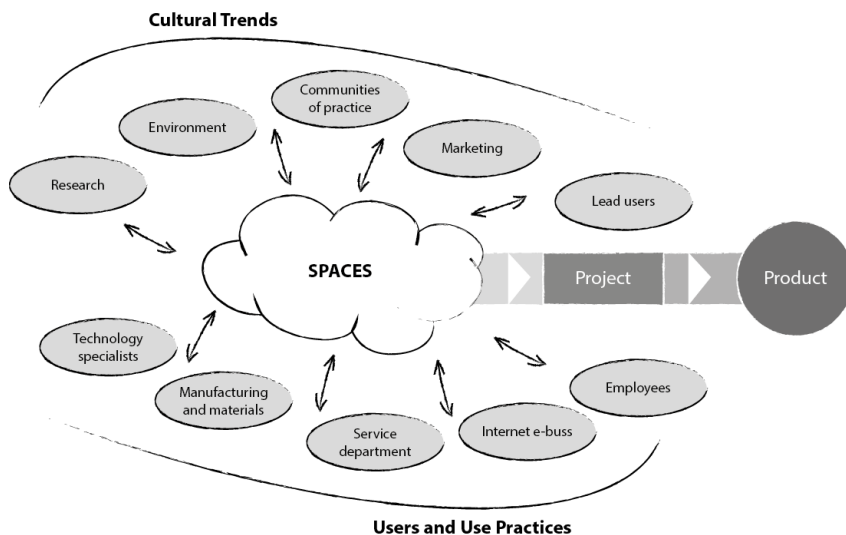 Cultural Trends
Communities
of practice
Environment
Marketing
Research
Lead users
SPACES
Project
Product
Technology
specialists
Manufacturing
and materials
Employees
Service
department
Internet e-buss
Users and Use Practices